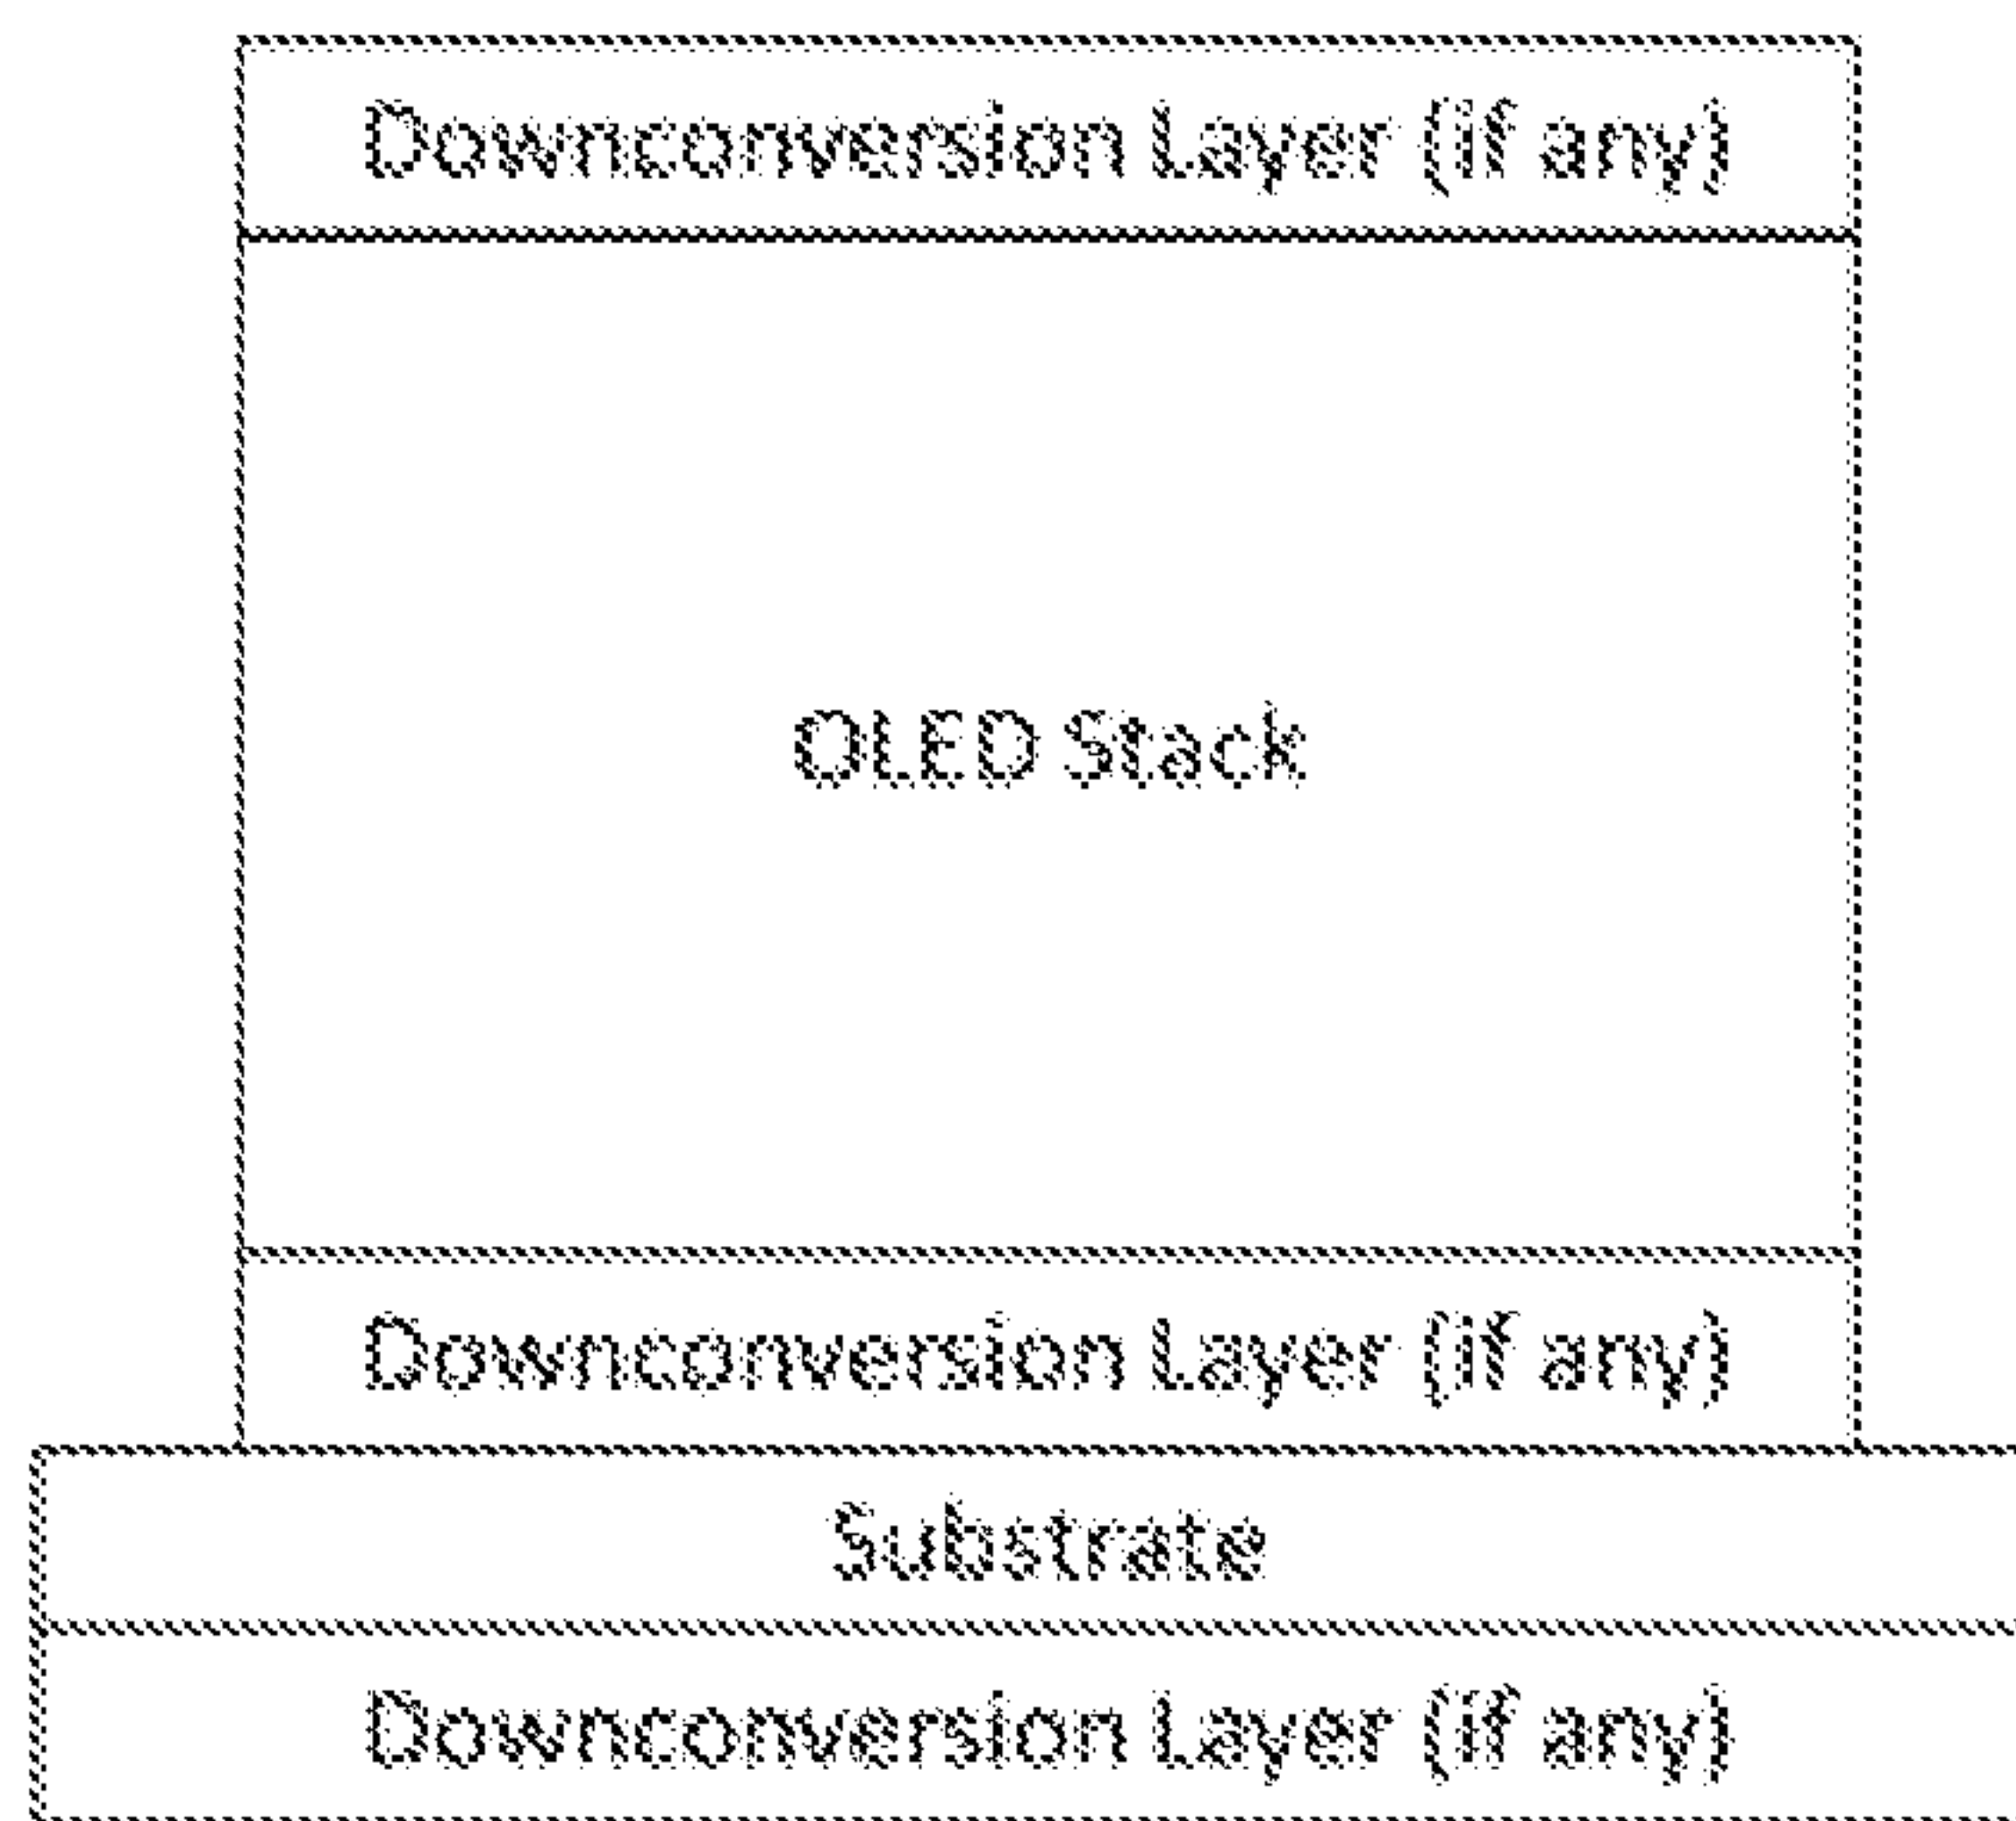 Downconversion Layer (if any)
OLED Stack
Downconversion Layer (if any)
Substrate
Downconversion Layer (if any)